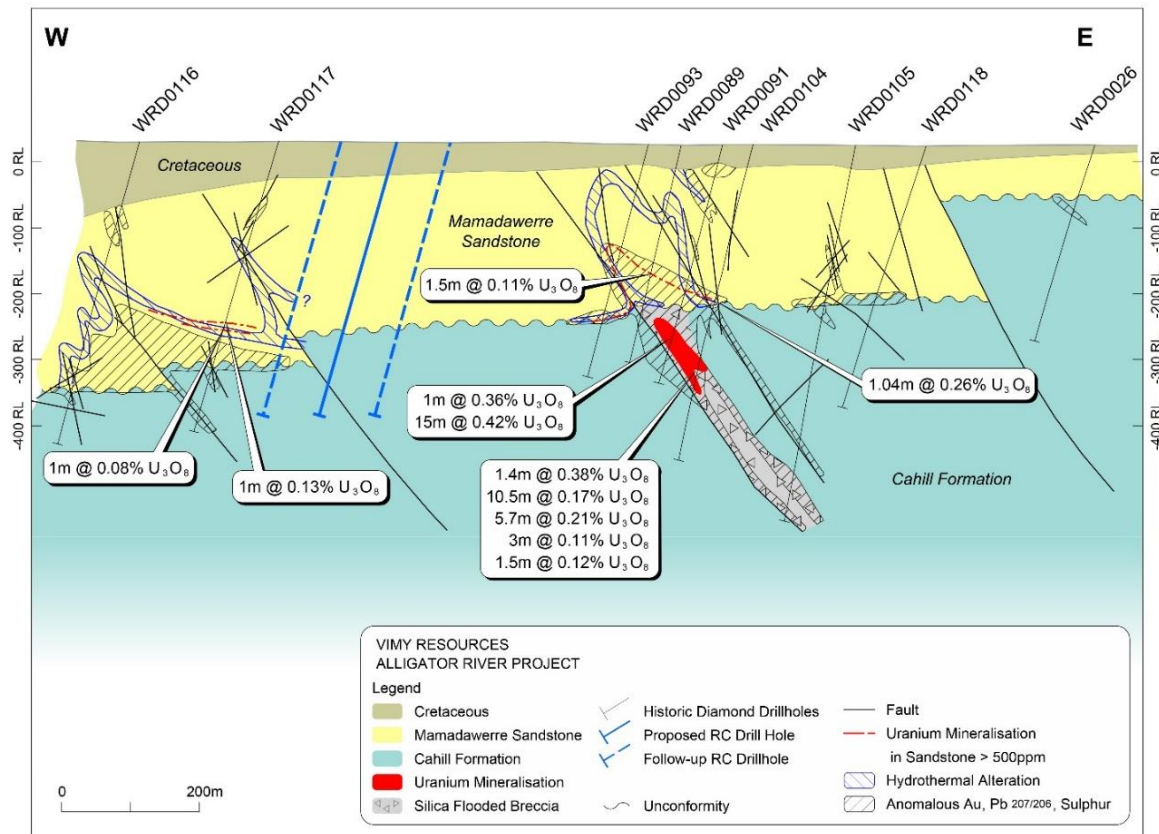 W
E
WRD0116
WRD0117
WRD0093
WRD0089
WRD0091
WRD0104
WRD0105
WRD0118
WRD0026
0 RL
-100 RL
-200 RL
-300 RL
-400 RL
0 RL
-100 RL
-200 RL
-300 RL
-400 RL
Cretaceous
Mamadawerre
Sandstone
?
1.5m @ 0.11% U₃O₈
1.04m @ 0.26% U₃O₈
1m @ 0.36% U₃O₈
15m @ 0.42% U₃O₈
1m @ 0.08% U₃O₈
1m @ 0.13% U₃O₈
1.4m @ 0.38% U₃O₈
10.5m @ 0.17% U₃O₈
5.7m @ 0.21% U₃O₈
3m @ 0.11% U₃O₈
1.5m @ 0.12% U₃O₈
Cahill Formation
VIMY RESOURCES
ALLIGATOR RIVER PROJECT
Legend
Cretaceous
Mamadawerre Sandstone
Cahill Formation
Uranium Mineralisation
Silica Flooded Breccia
Historic Diamond Drillholes
Proposed RC Drill Hole
Follow-up RC Drillhole
Unconformity
Fault
Uranium Mineralisation
in Sandstone > 500ppm
Hydrothermal Alteration
Anomalous Au, Pb 207/206, Sulphur
0 200m